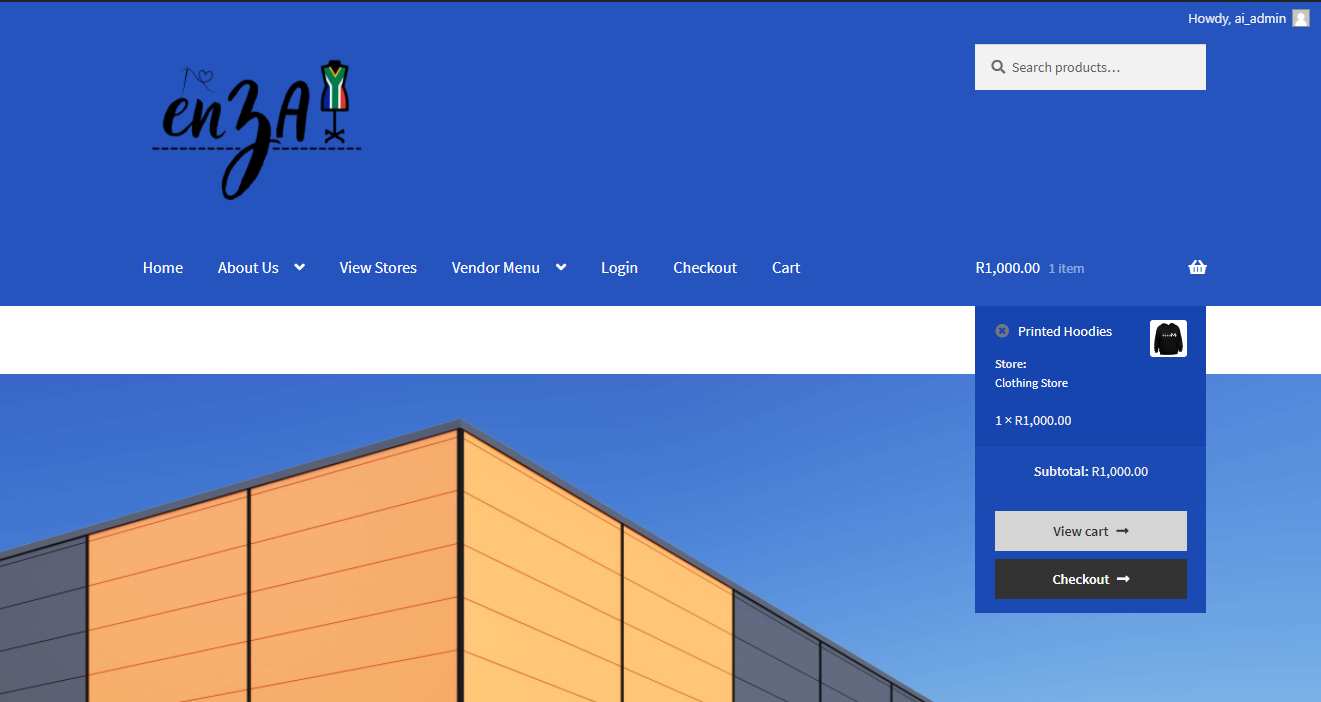 Howdy, ai_admin
Search products…
enZA
Home About Us View Stores Vendor Menu Login Checkout Cart R1,000.00 1 item
Printed Hoodies
Store:
Clothing Store
1 × R1,000.00
Subtotal: R1,000.00
View cart →
Checkout →